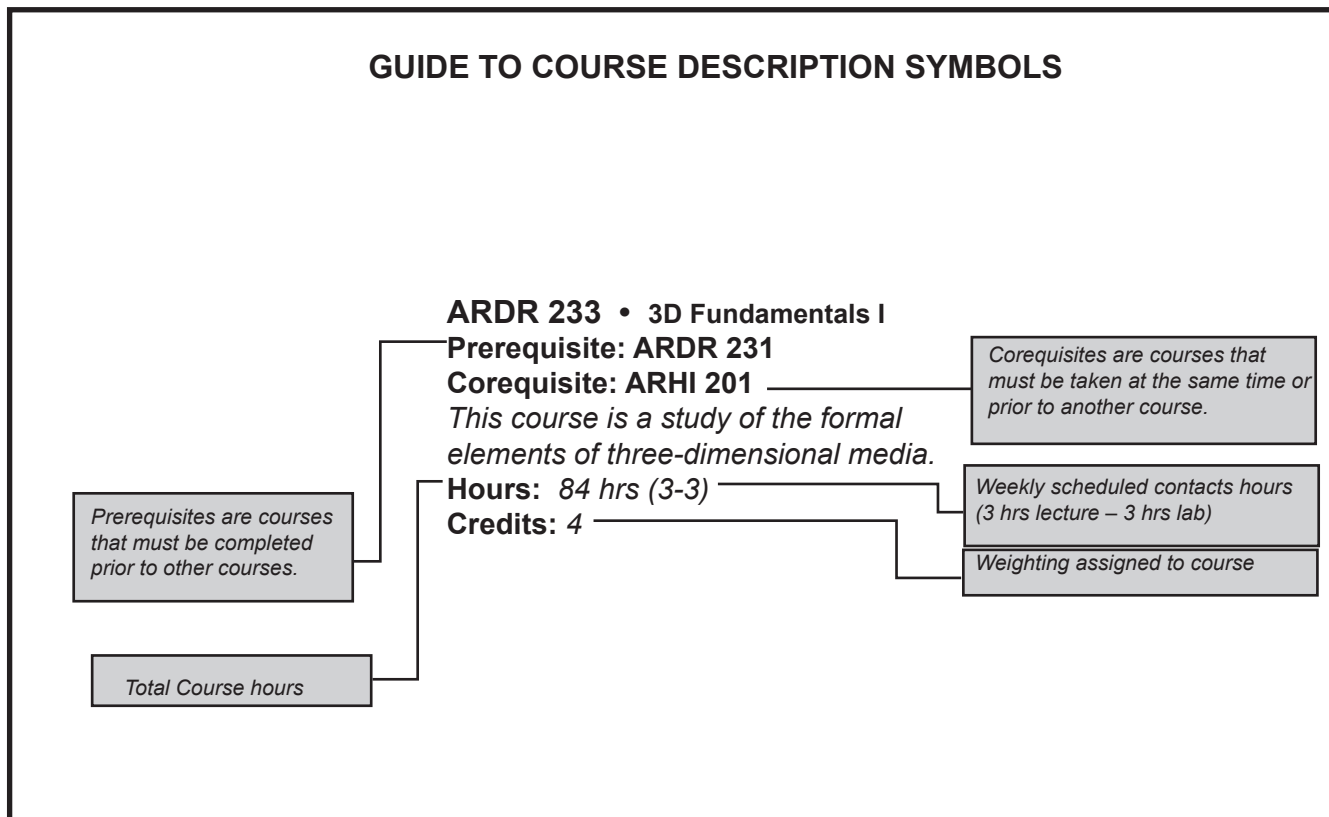 GUIDE TO COURSE DESCRIPTION SYMBOLS
ARDR 233 • 3D Fundamentals I
Prerequisite: ARDR 231
Corequisite: ARHI 201
This course is a study of the formal
elements of three-dimensional media.
Hours: 84 hrs (3-3)
Credits: 4
Corequisites are courses that
must be taken at the same time or
prior to another course.
Weekly scheduled contacts hours
(3 hrs lecture – 3 hrs lab)
Weighting assigned to course
Prerequisites are courses
that must be completed
prior to other courses.
Total Course hours